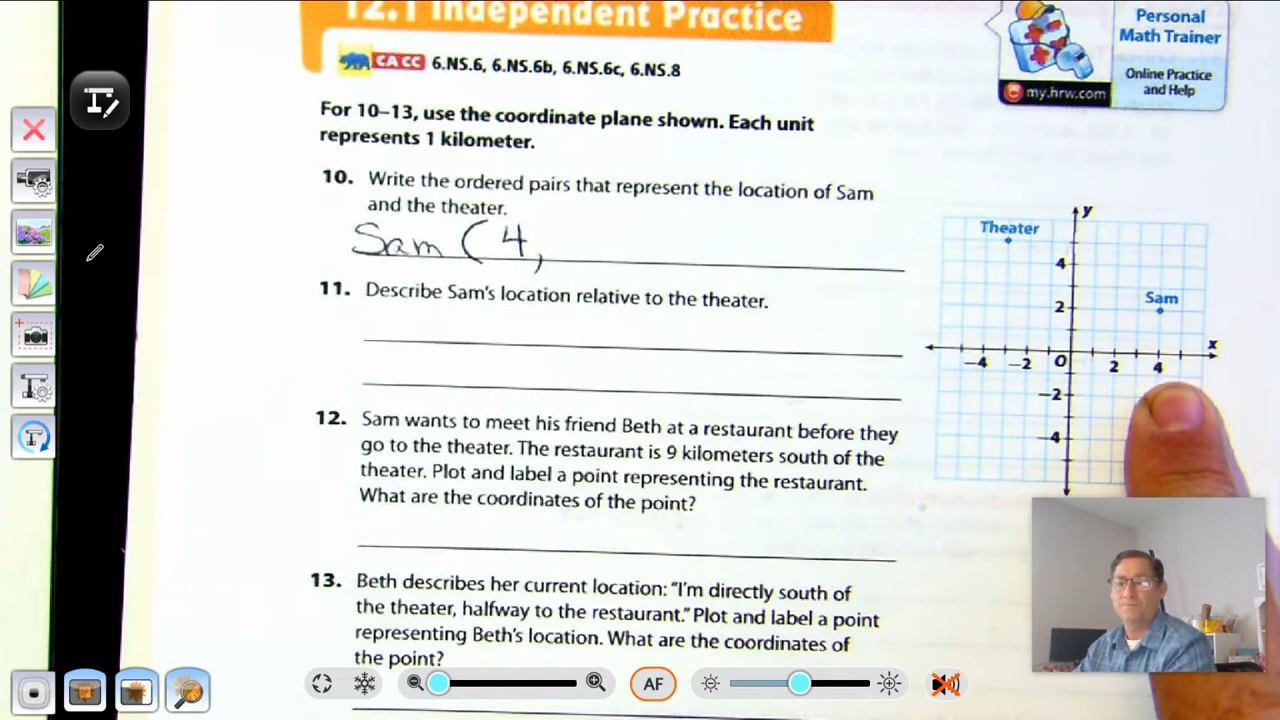 12.1 Independent Practice
CA CC 6.NS.6, 6.NS.6b, 6.NS.6c, 6.NS.8
Personal
Math Trainer
Online Practice
and Help
my.hrw.com
For 10–13, use the coordinate plane shown. Each unit
represents 1 kilometer.
10. Write the ordered pairs that represent the location of Sam
and the theater.
Sam (4,
11. Describe Sam's location relative to the theater.
12. Sam wants to meet his friend Beth at a restaurant before they
go to the theater. The restaurant is 9 kilometers south of the
theater. Plot and label a point representing the restaurant.
What are the coordinates of the point?
13. Beth describes her current location: "I'm directly south of
the theater, halfway to the restaurant." Plot and label a point
representing Beth's location. What are the coordinates of
the point?
y
Theater
4
Sam
2
x
−4 −2 O 2 4
−2
−4
AF